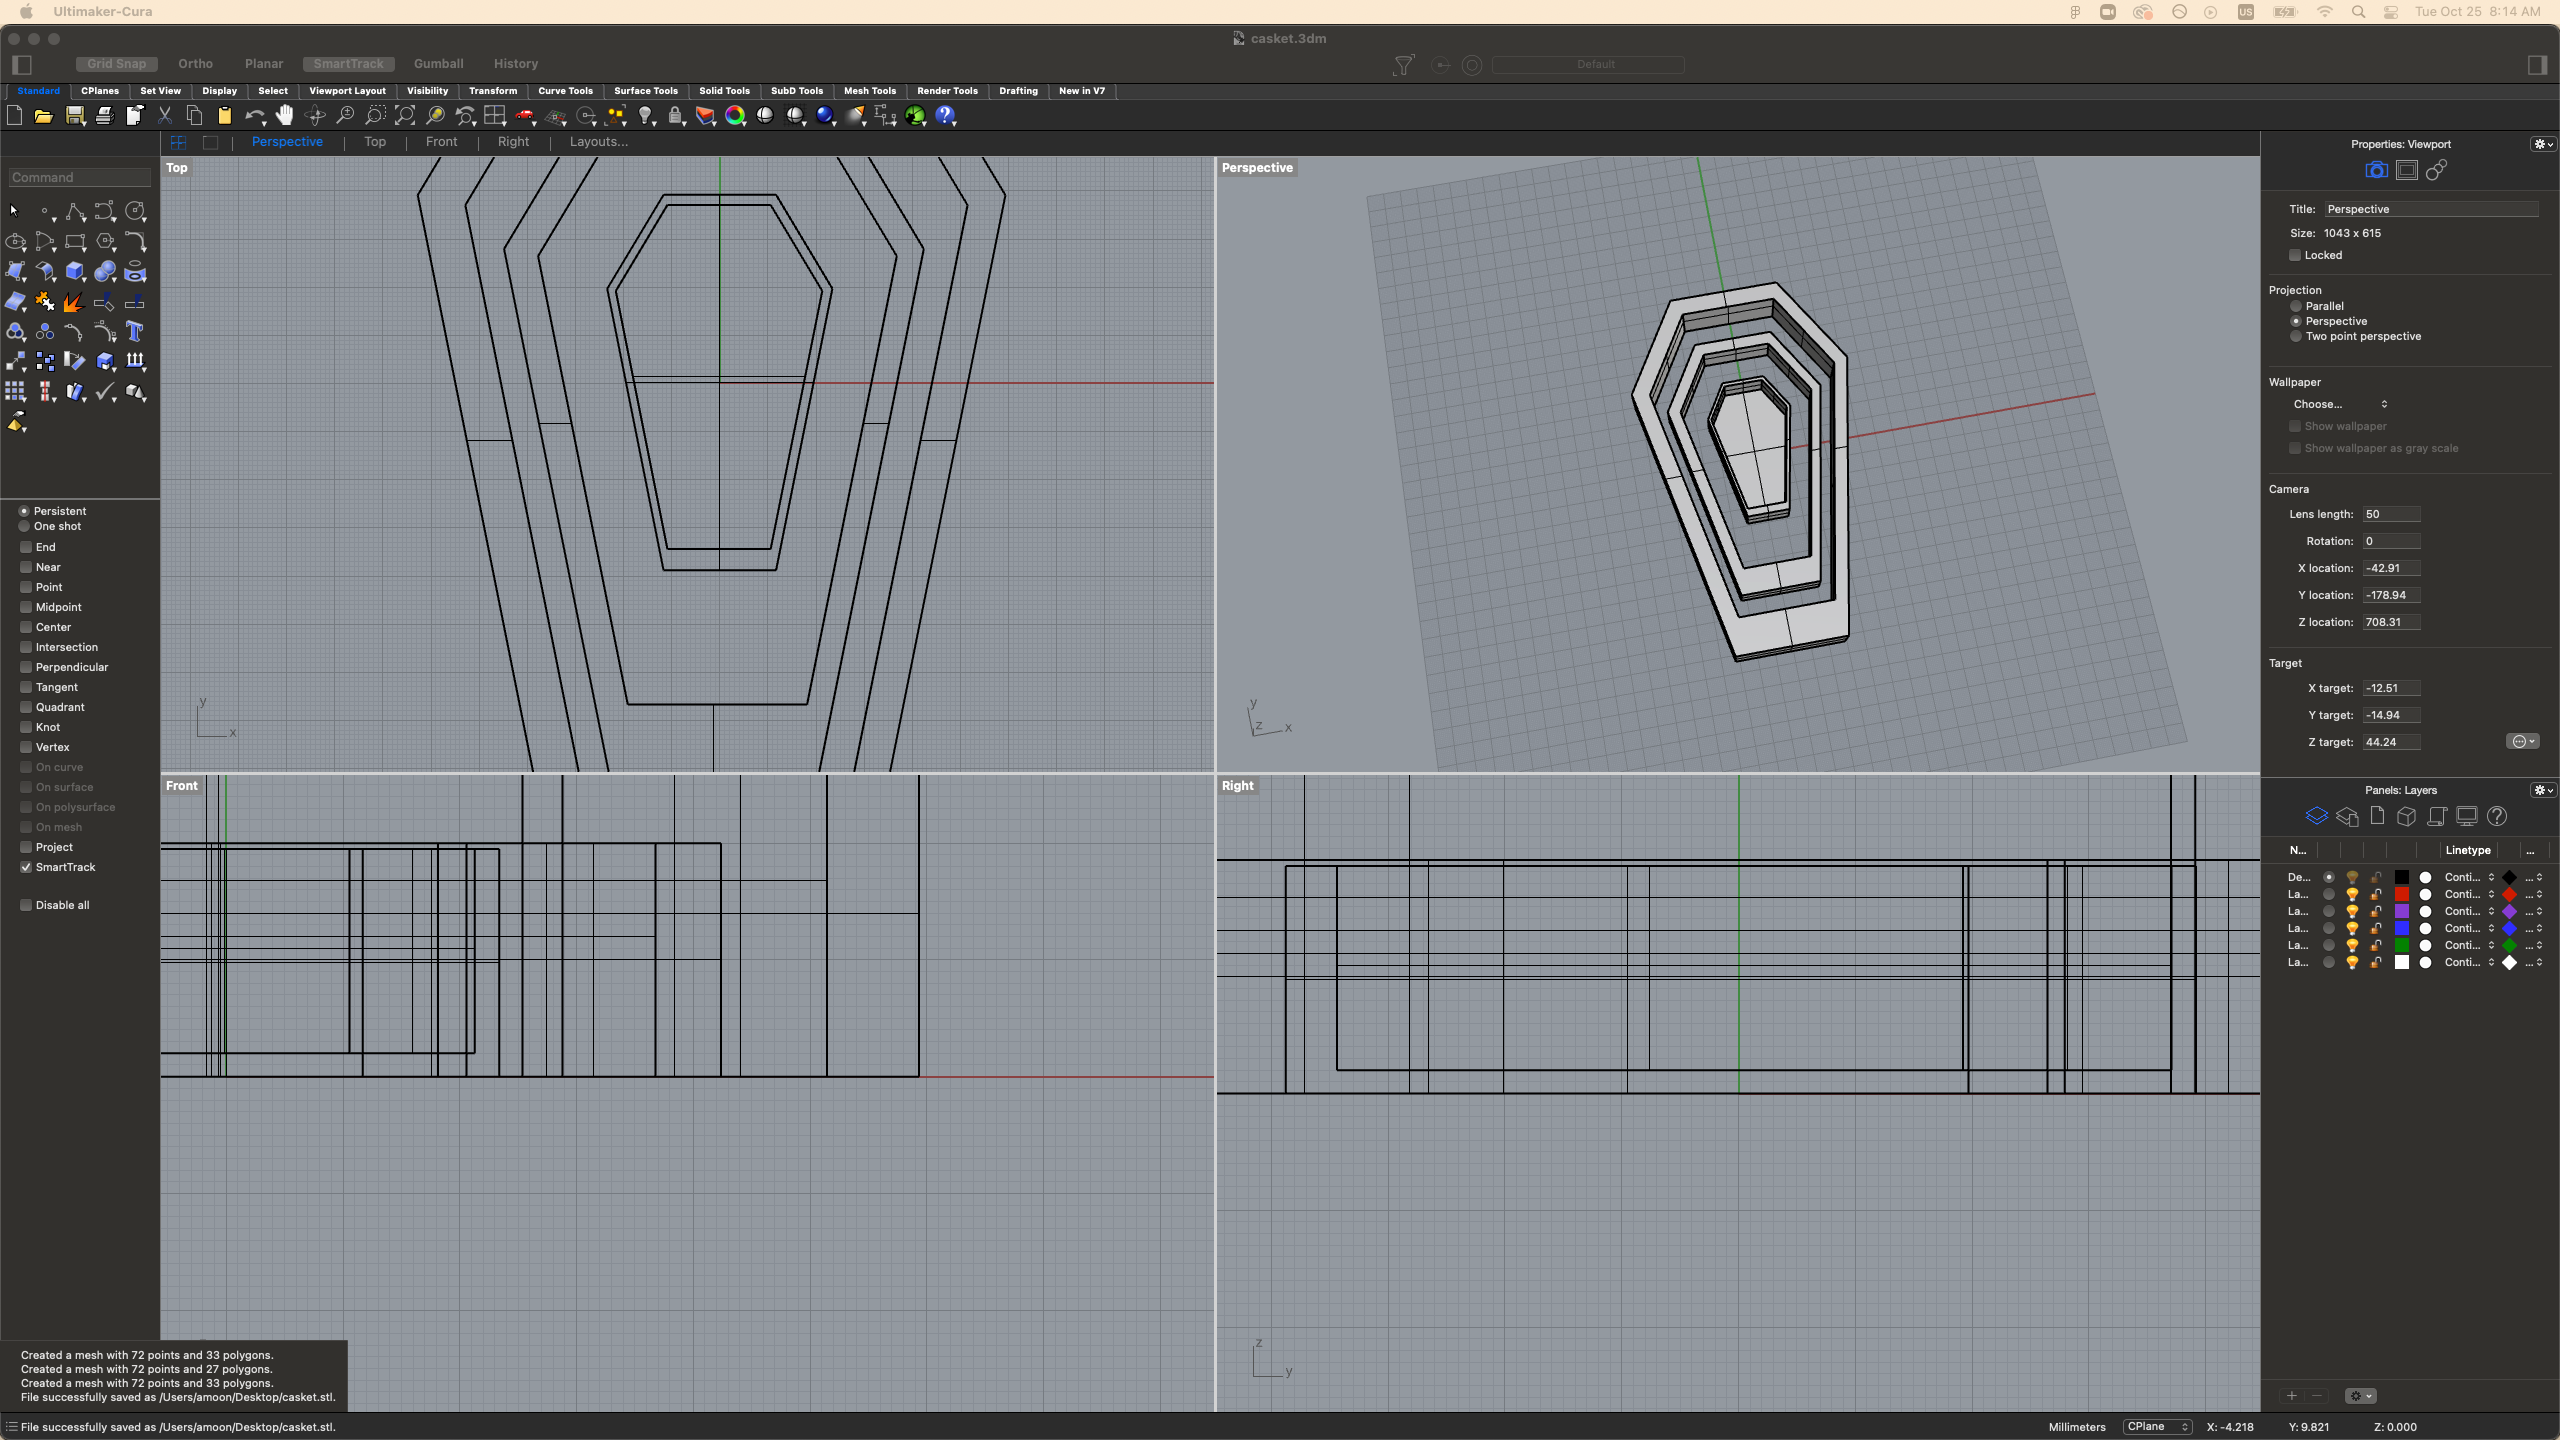 Ultimaker-Cura
US
Tue Oct 25 8:14 AM
casket.3dm
Grid Snap Ortho Planar SmartTrack Gumball History
Default
Standard CPlanes Set View Display Select Viewport Layout Visibility Transform Curve Tools Surface Tools Solid Tools SubD Tools Mesh Tools Render Tools Drafting New in V7
Perspective Top Front Right Layouts...
Command
Persistent
One shot
End
Near
Point
Midpoint
Center
Intersection
Perpendicular
Tangent
Quadrant
Knot
Vertex
On curve
On surface
On polysurface
On mesh
Project
SmartTrack
Disable all
Top
y
x
Perspective
y
z
x
Front
Right
z
y
Properties: Viewport
Title: Perspective
Size: 1043 x 615
Locked
Projection
Parallel
Perspective
Two point perspective
Wallpaper
Choose...
Show wallpaper
Show wallpaper as gray scale
Camera
Lens length: 50
Rotation: 0
X location: -42.91
Y location: -178.94
Z location: 708.31
Target
X target: -12.51
Y target: -14.94
Z target: 44.24
Panels: Layers
N... Linetype ...
De... Conti... ...
La... Conti... ...
La... Conti... ...
La... Conti... ...
La... Conti... ...
La... Conti... ...
Created a mesh with 72 points and 33 polygons.
Created a mesh with 72 points and 27 polygons.
Created a mesh with 72 points and 33 polygons.
File successfully saved as /Users/amoon/Desktop/casket.stl.
File successfully saved as /Users/amoon/Desktop/casket.stl.
Millimeters CPlane X: -4.218 Y: 9.821 Z: 0.000